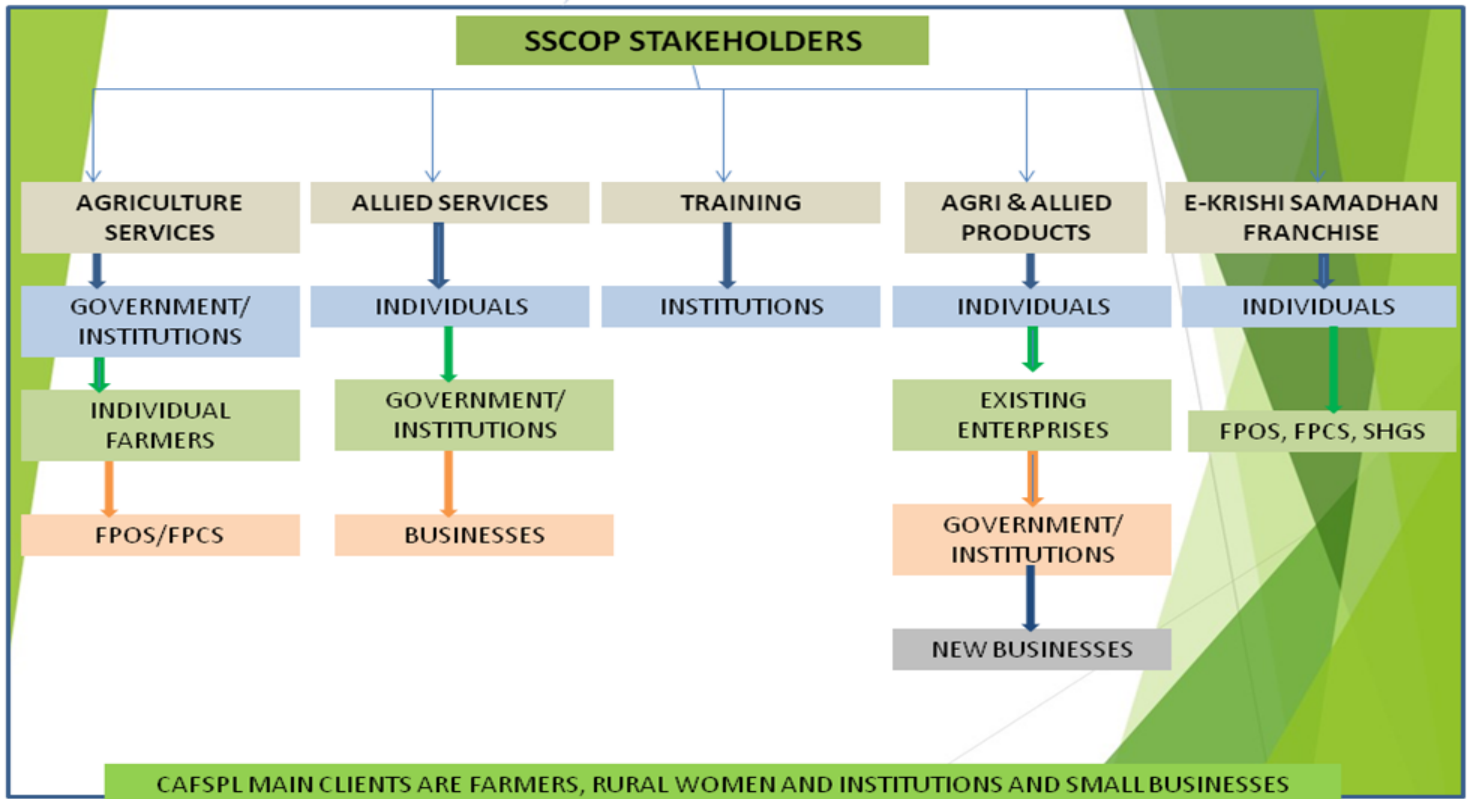 SSCOP STAKEHOLDERS
AGRICULTURE
SERVICES
GOVERNMENT/
INSTITUTIONS
INDIVIDUAL
FARMERS
FPOS/FPCS
ALLIED SERVICES
INDIVIDUALS
GOVERNMENT/
INSTITUTIONS
BUSINESSES
TRAINING
INSTITUTIONS
AGRI & ALLIED
PRODUCTS
INDIVIDUALS
EXISTING
ENTERPRISES
GOVERNMENT/
INSTITUTIONS
NEW BUSINESSES
E-KRISHI SAMADHAN
FRANCHISE
INDIVIDUALS
FPOS, FPCS, SHGS
CAFSPL MAIN CLIENTS ARE FARMERS, RURAL WOMEN AND INSTITUTIONS AND SMALL BUSINESSES